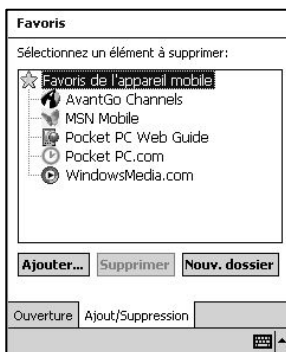 Favoris
Sélectionnez un élément à supprimer:
Favoris de l'appareil mobile
AvantGo Channels
MSN Mobile
Pocket PC Web Guide
Pocket PC.com
WindowsMedia.com
Ajouter... Supprimer Nouv. dossier
Ouverture Ajout/Suppression